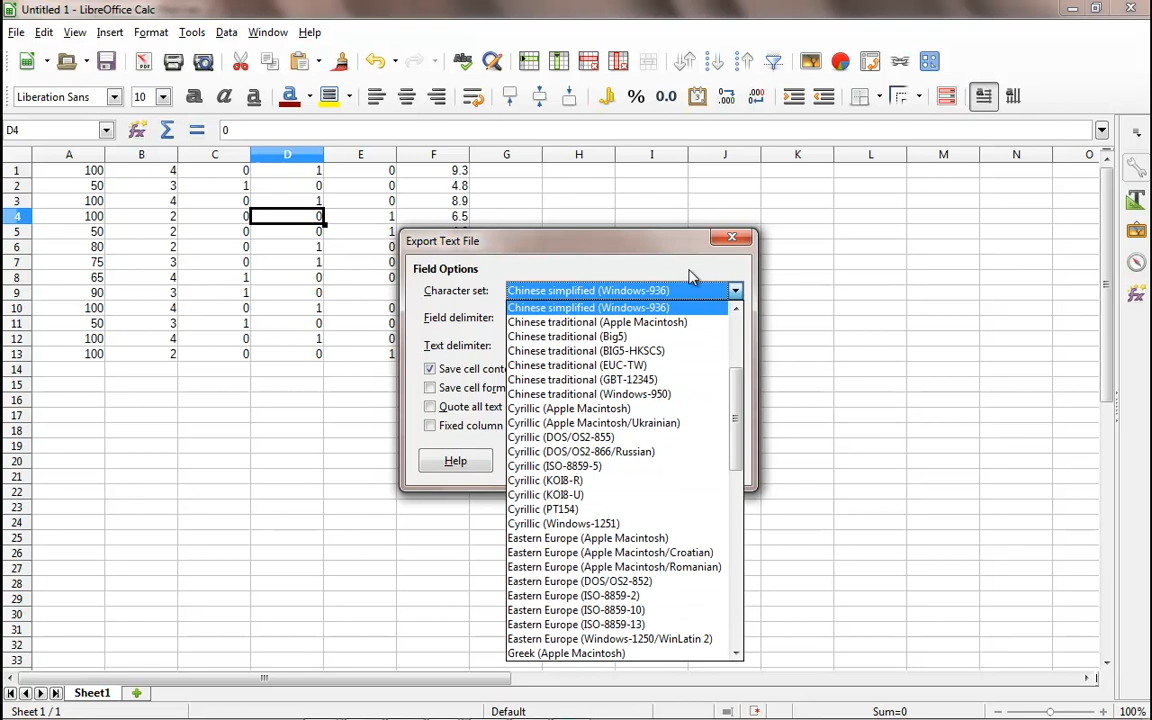 Untitled 1 - LibreOffice Calc
File Edit View Insert Format Tools Data Window Help
Liberation Sans 10
D4 0
A B C D E F G H I J K L M N O
1 100 4 0 1 0 9.3
2 50 3 1 0 0 4.8
3 100 4 0 1 0 8.9
4 100 2 0 0 1 6.5
5 50 2 0 0 1
6 80 2 0 1 0
7 75 3 0 1 0
8 65 4 1 0 0
9 90 3 1 0
10 100 4 0 1 0
11 50 3 1 0 0
12 100 4 0 1 0
13 100 2 0 0 1
14
15
16
17
18
19
20
21
22
23
24
25
26
27
28
29
30
31
32
33
Export Text File
Field Options
Character set: Chinese simplified (Windows-936)
Field delimiter:
Text delimiter:
Save cell conte
Save cell form
Quote all text
Fixed column
Help
Chinese simplified (Windows-936)
Chinese traditional (Apple Macintosh)
Chinese traditional (Big5)
Chinese traditional (BIG5-HKSCS)
Chinese traditional (EUC-TW)
Chinese traditional (GBT-12345)
Chinese traditional (Windows-950)
Cyrillic (Apple Macintosh)
Cyrillic (Apple Macintosh/Ukrainian)
Cyrillic (DOS/OS2-855)
Cyrillic (DOS/OS2-866/Russian)
Cyrillic (ISO-8859-5)
Cyrillic (KOI8-R)
Cyrillic (KOI8-U)
Cyrillic (PT154)
Cyrillic (Windows-1251)
Eastern Europe (Apple Macintosh)
Eastern Europe (Apple Macintosh/Croatian)
Eastern Europe (Apple Macintosh/Romanian)
Eastern Europe (DOS/OS2-852)
Eastern Europe (ISO-8859-2)
Eastern Europe (ISO-8859-10)
Eastern Europe (ISO-8859-13)
Eastern Europe (Windows-1250/WinLatin 2)
Greek (Apple Macintosh)
Sheet1
Sheet 1 / 1 Default Sum=0 100%